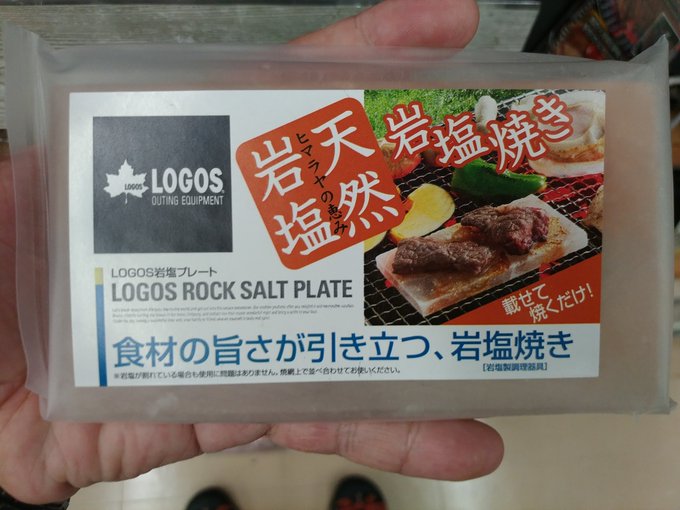 LOGOS
LOGOS
OUTING EQUIPMENT
天然
岩塩
ヒマラヤの恵み
岩塩焼き
載せて
焼くだけ!
LOGOS岩塩プレート
LOGOS ROCK SALT PLATE
食材の旨さが引き立つ、岩塩焼き
※岩塩が割れている場合も使用に問題はありません。焼網上で並べ合わせてお使いください。
[岩塩製調理器具]